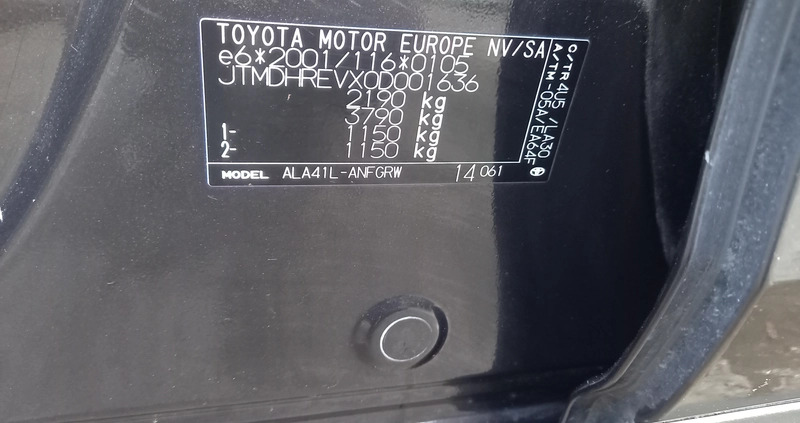 TOYOTA MOTOR EUROPE NV/SA
e6*2001/116*0105
JTMDHREVX0D001636
2190 kg
3790 kg
1- 1150 kg
2- 1150 kg
MODEL ALA41L-ANFGRW 14 061
C/TR 4U5/LA30
A/TM -05A/EA64F